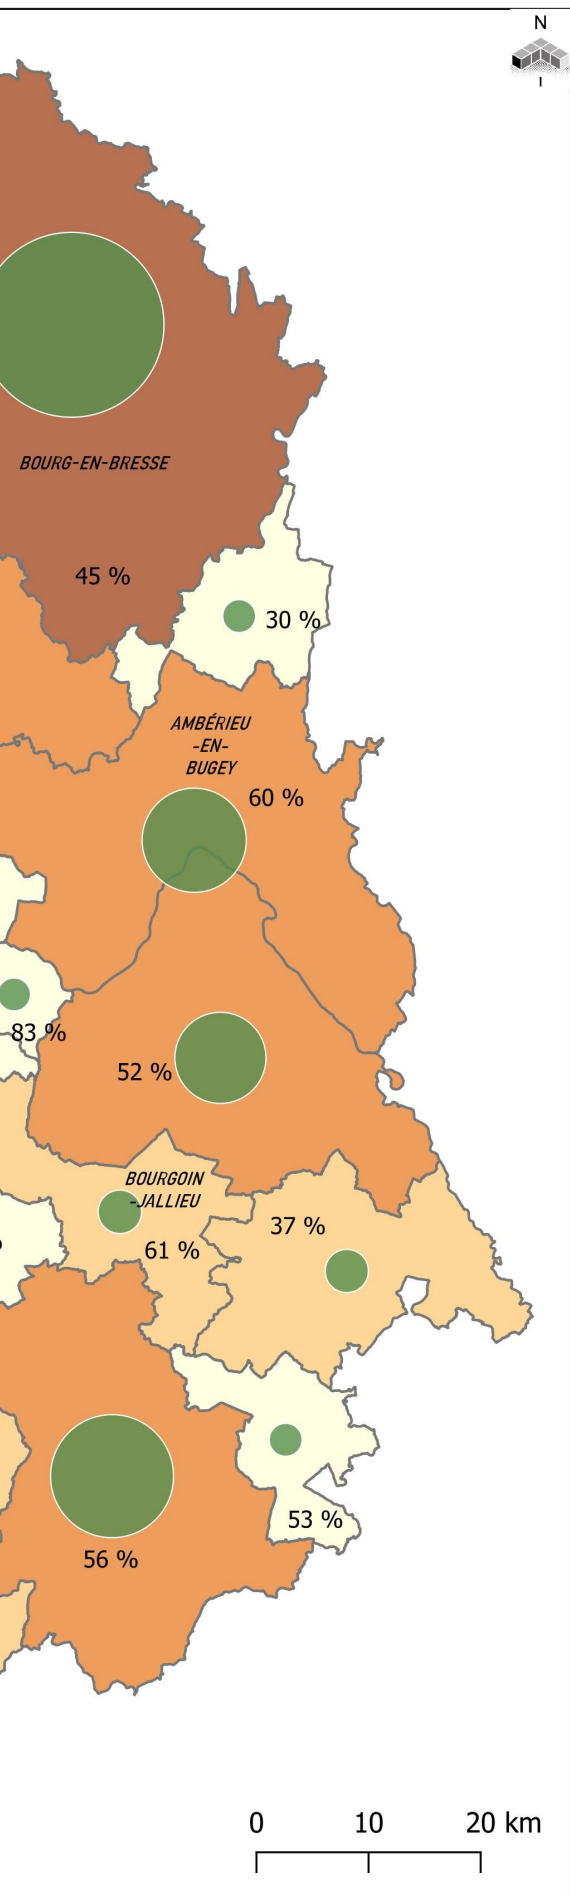 N
BOURG-EN-BRESSE
45 %
30 %
AMBÉRIEU
-EN-
BUGEY
60 %
83 %
52 %
BOURGOIN
-JALLIEU
37 %
61 %
53 %
56 %
0 10 20 km